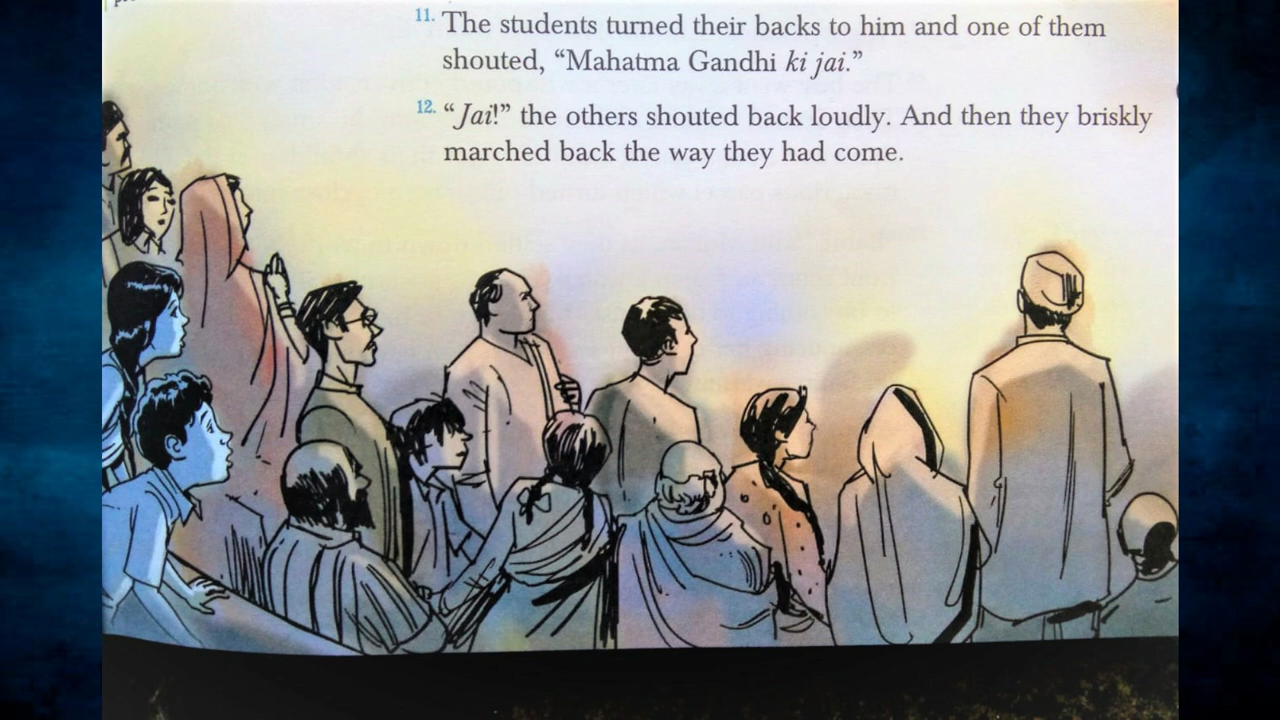 11. The students turned their backs to him and one of them
shouted, “Mahatma Gandhi ki jai.”
12. “Jai!” the others shouted back loudly. And then they briskly
marched back the way they had come.